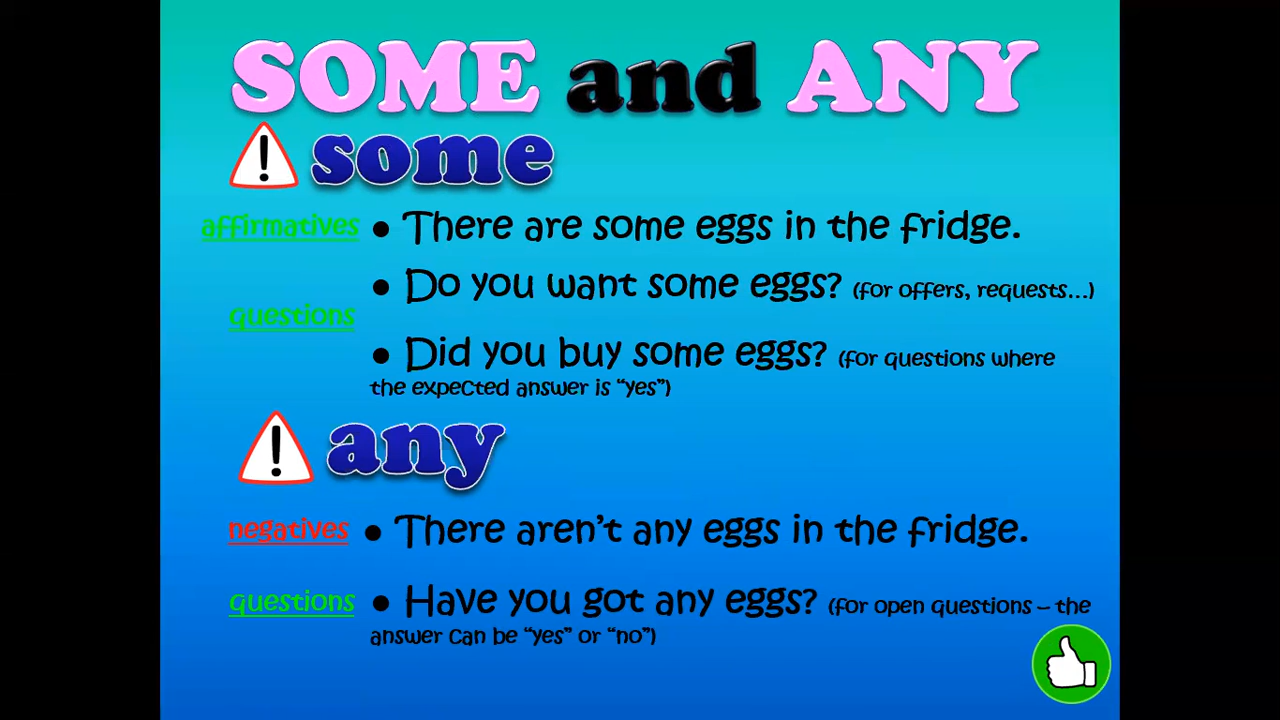 SOME and ANY
some
affirmatives • There are some eggs in the fridge.
• Do you want some eggs? (for offers, requests...)
questions
• Did you buy some eggs? (for questions where
the expected answer is “yes”)
any
negatives • There aren’t any eggs in the fridge.
questions • Have you got any eggs? (for open questions – the
answer can be “yes” or “no”)